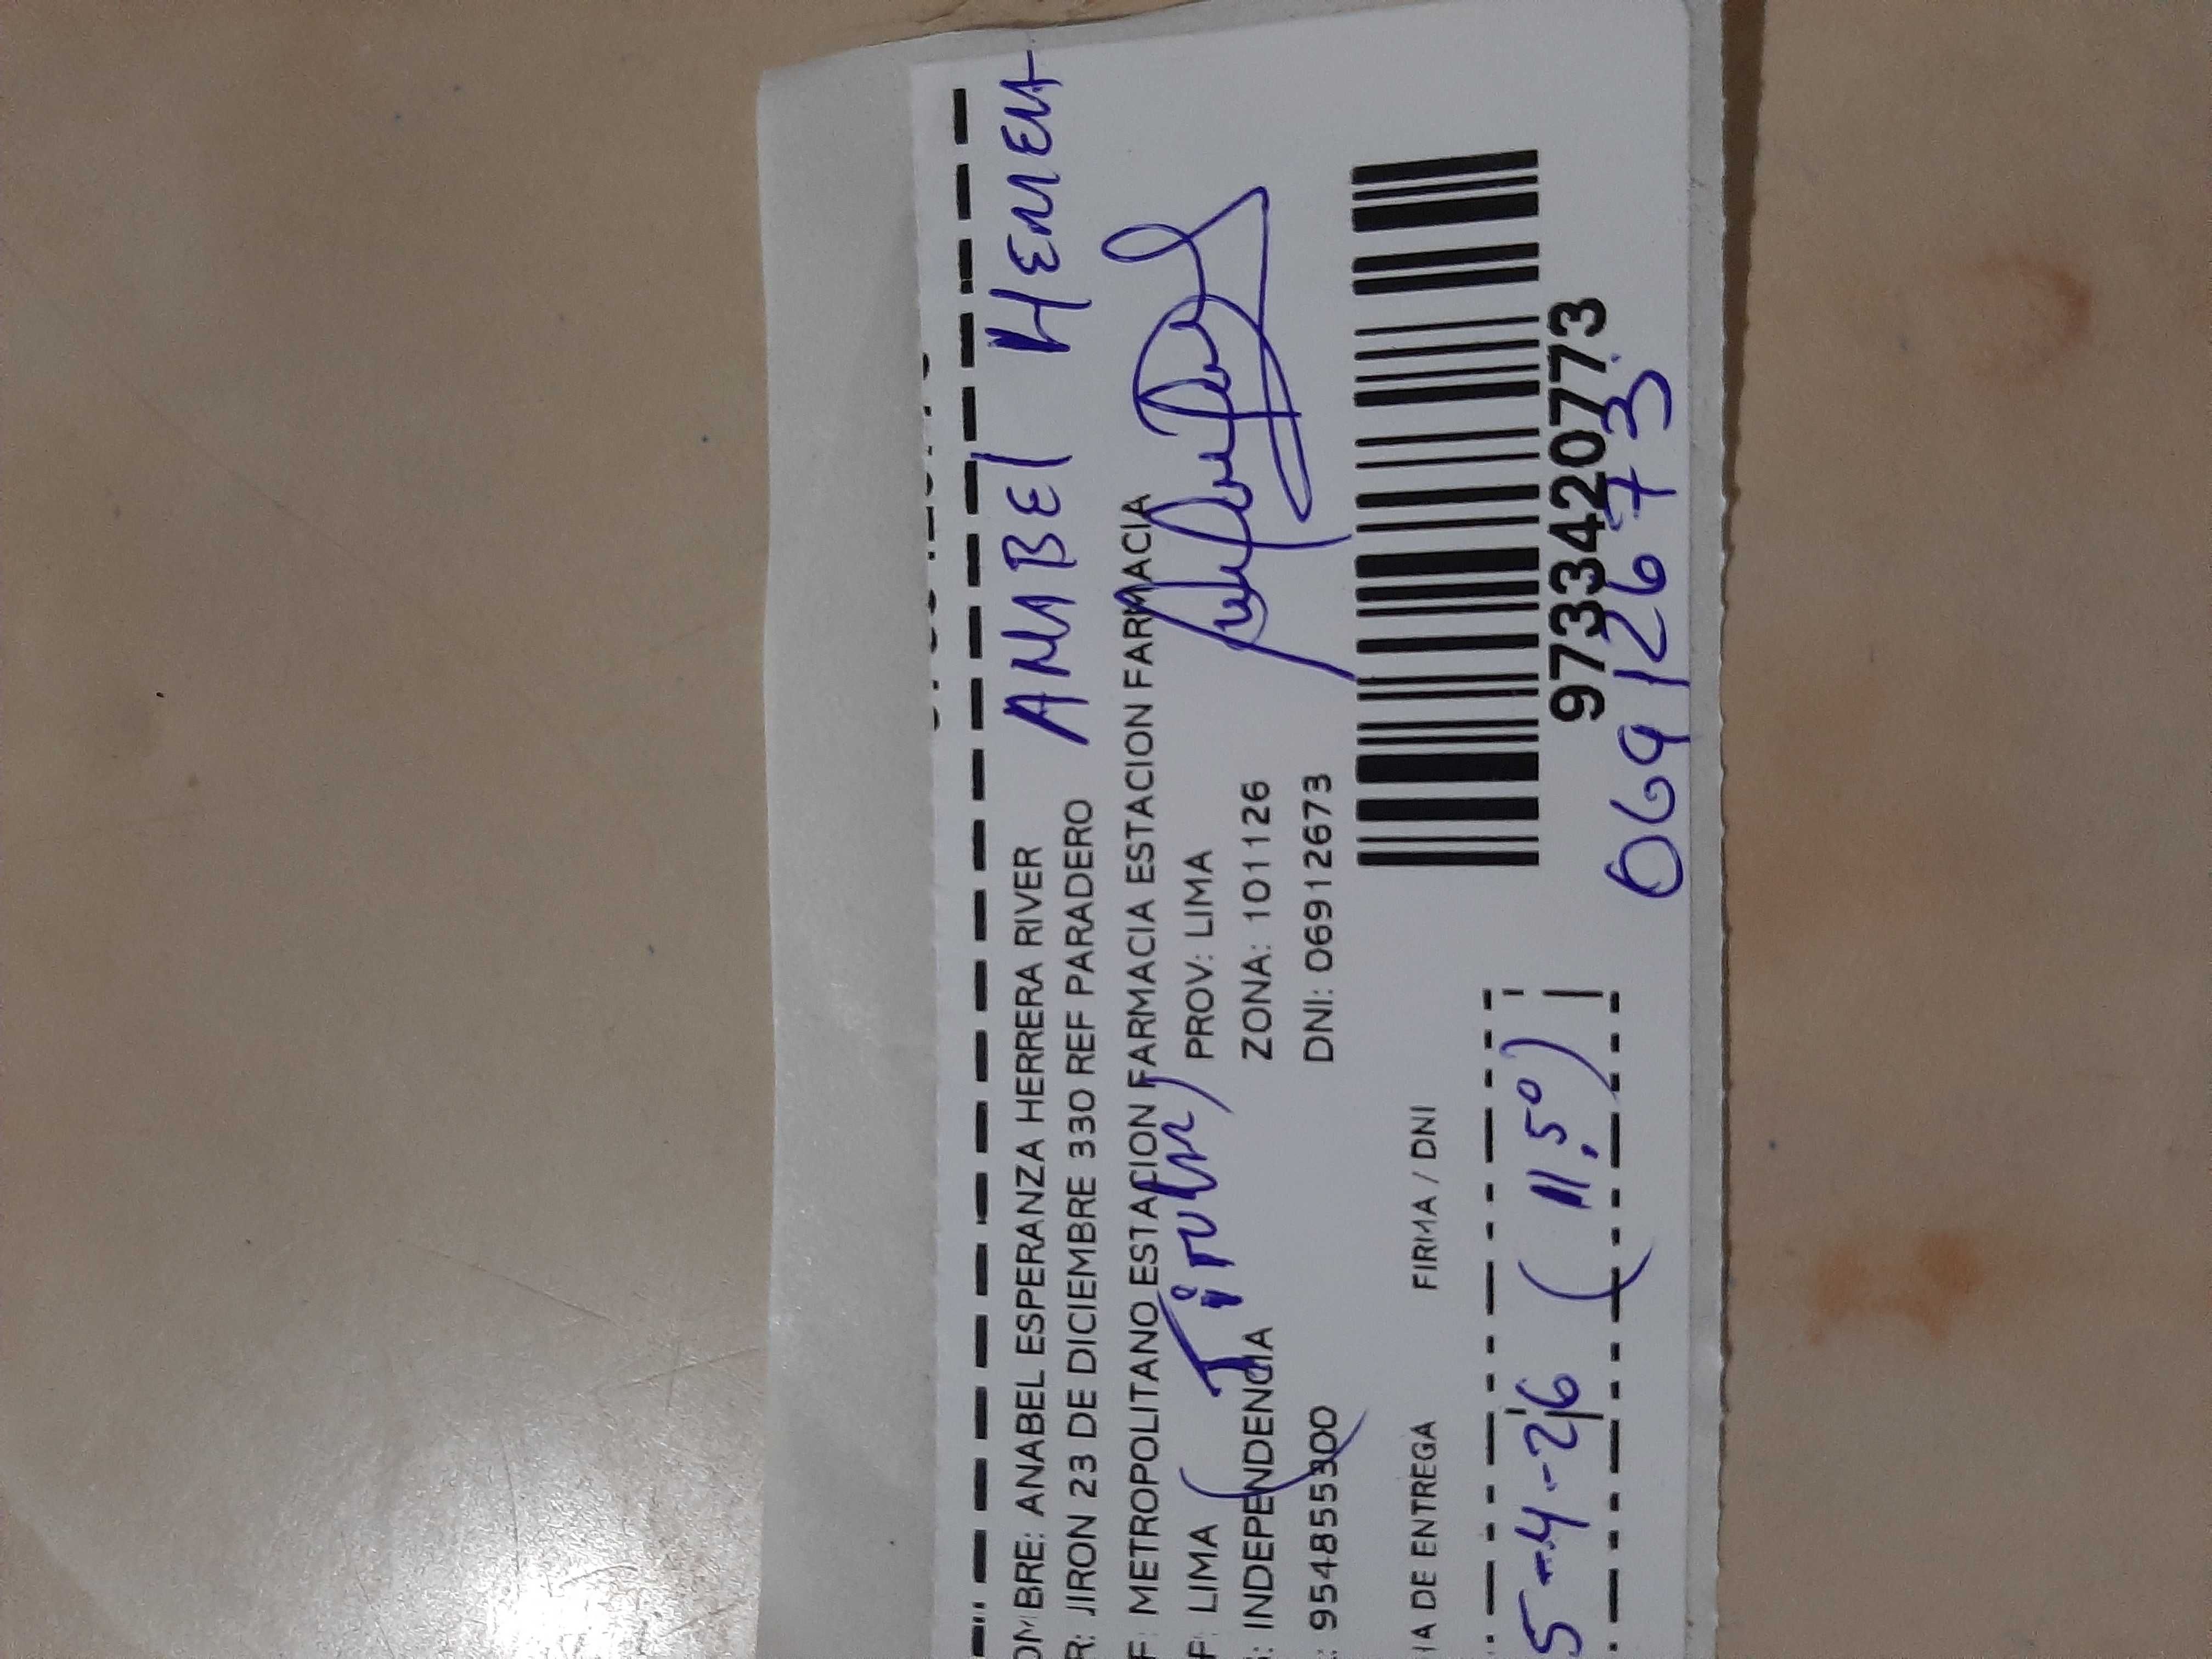 OMBRE: ANABEL ESPERANZA HERRERA RIVER
R: JIRON 23 DE DICIEMBRE 330 REF PARADERO
ANABEl HERRERA
F: METROPOLITANO ESTACION FARMACIA ESTACION FARMACIA
F: LIMA PROV: LIMA
(Titular)
: INDEPENDENCIA ZONA: 101126
: 954855300 DNI: 06912673
IA DE ENTREGA FIRMA / DNI
9733420773
5-4-26 (11:50)
06912673